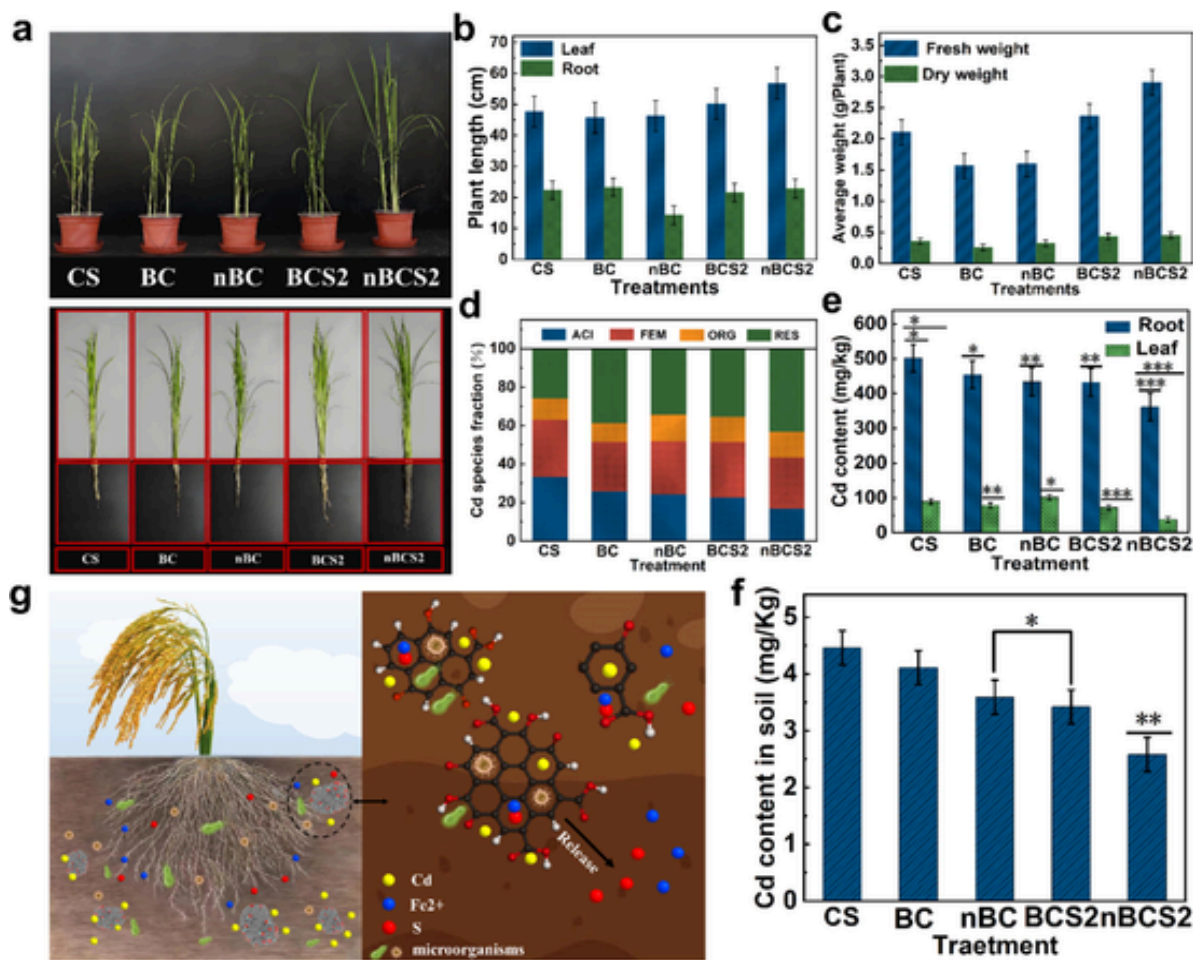 a
CS BC nBC BCS2 nBCS2
CS BC nBC BCS2 nBCS2
b
Leaf
Root
Plant length (cm)
70
60
50
40
30
20
10
0
CS BC nBC BCS2 nBCS2
Treatments
c
Fresh weight
Dry weight
Average weight (g/Plant)
3.5
3.0
2.5
2.0
1.5
1.0
0.5
0.0
CS BC nBC BCS2 nBCS2
Treatments
d
ACI FEM ORG RES
Cd species fraction (%)
100
80
60
40
20
0
CS BC nBC BCS2 nBCS2
Treatment
e
Root
Leaf
Cd content (mg/kg)
600
500
400
300
200
100
0
* * * ** ** *** ***
** * ***
CS BC nBC BCS2 nBCS2
Treatment
g
Release
Cd
Fe2+
S
microorganisms
f
Cd content in soil (mg/Kg)
5
4
3
2
1
0
* **
CS BC nBC BCS2 nBCS2
Traetment